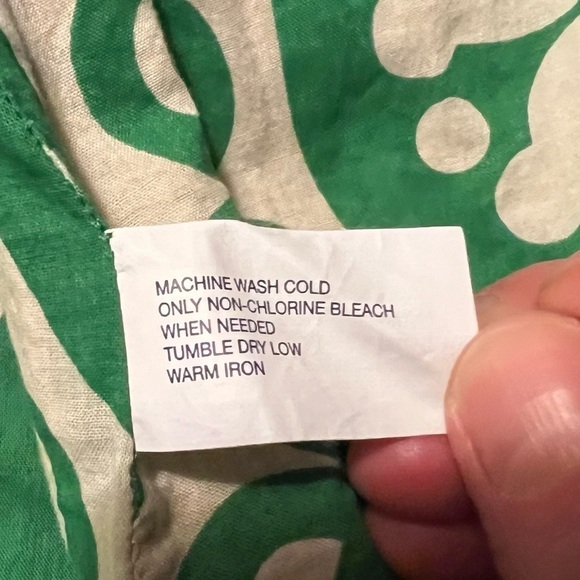 MACHINE WASH COLD
ONLY NON-CHLORINE BLEACH
WHEN NEEDED
TUMBLE DRY LOW
WARM IRON